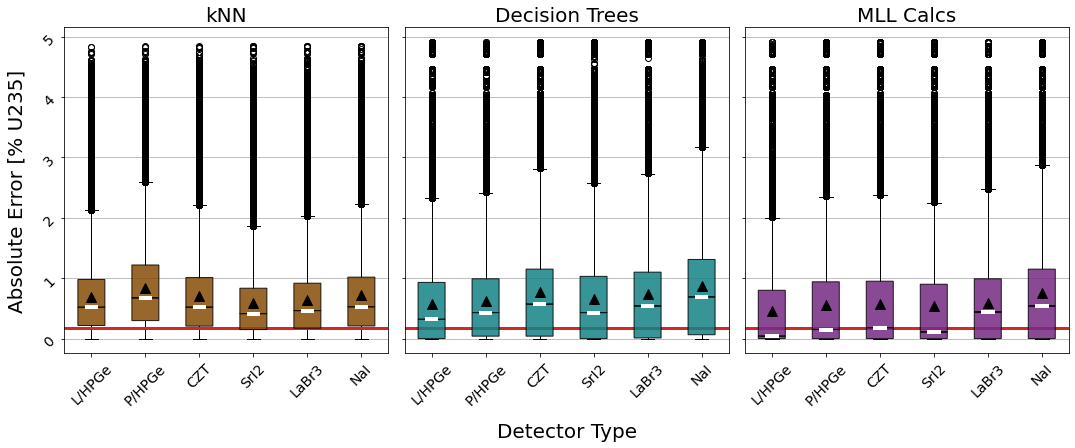 kNN
Decision Trees
MLL Calcs
Absolute Error [% U235]
5
4
3
2
1
0
L/HPGe
P/HPGe
CZT
SrI2
LaBr3
NaI
L/HPGe
P/HPGe
CZT
SrI2
LaBr3
NaI
L/HPGe
P/HPGe
CZT
SrI2
LaBr3
NaI
Detector Type